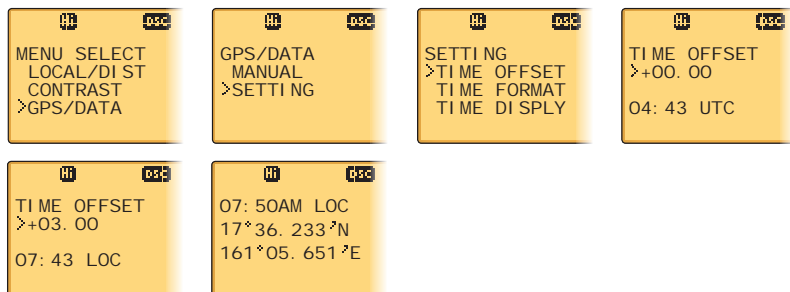 Hi DSC
MENU SELECT
LOCAL/DIST
CONTRAST
>GPS/DATA
Hi DSC
GPS/DATA
MANUAL
>SETTING
Hi DSC
SETTING
>TIME OFFSET
TIME FORMAT
TIME DISPLY
Hi DSC
TIME OFFSET
>+00.00
04:43 UTC
Hi DSC
TIME OFFSET
>+03.00
07:43 LOC
Hi DSC
07:50AM LOC
17°36.233'N
161°05.651'E